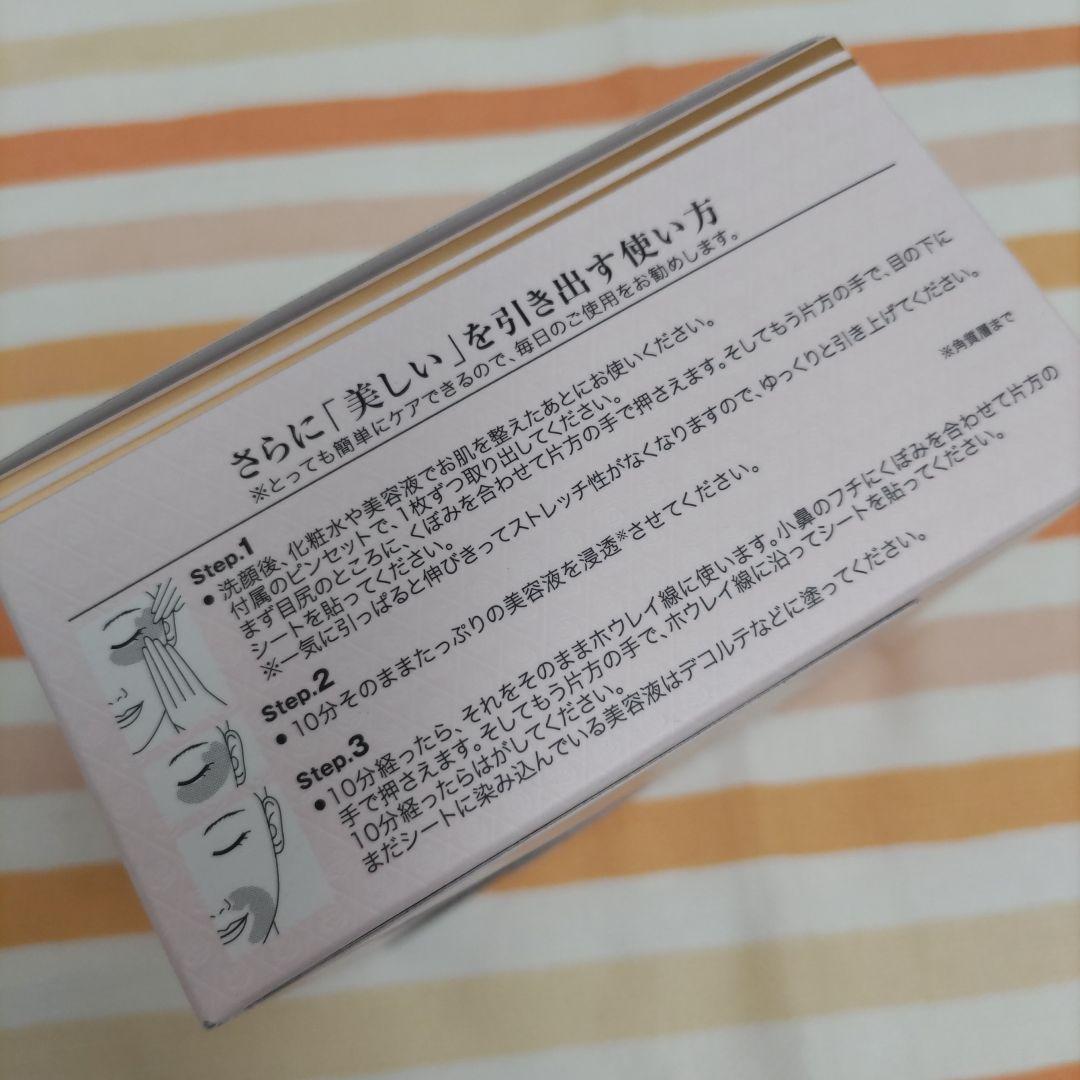 さらに「美しい」を引き出す使い方
※とっても簡単にケアできるので、毎日のご使用をお勧めします。
Step.1
●洗顔後、化粧水や美容液でお肌を整えたあとにお使いください。
付属のピンセットで、1枚ずつ取り出してください。
まず目尻のところに、くぼみを合わせて片方の手で押さえます。そしてもう片方の手で、目の下に
シートを貼ってください。
※一気に引っぱると伸びきってストレッチ性がなくなりますので、ゆっくりと引き上げてください。
Step.2
●10分そのままたっぷりの美容液を浸透※させてください。
※角質層まで
Step.3
●10分経ったら、それをそのままホウレイ線に使います。小鼻のフチにくぼみを合わせて片方の
手で押さえます。そしてもう片方の手で、ホウレイ線に沿ってシートを貼ってください。
10分経ったらはがしてください。
まだシートに染み込んでいる美容液はデコルテなどに塗ってください。